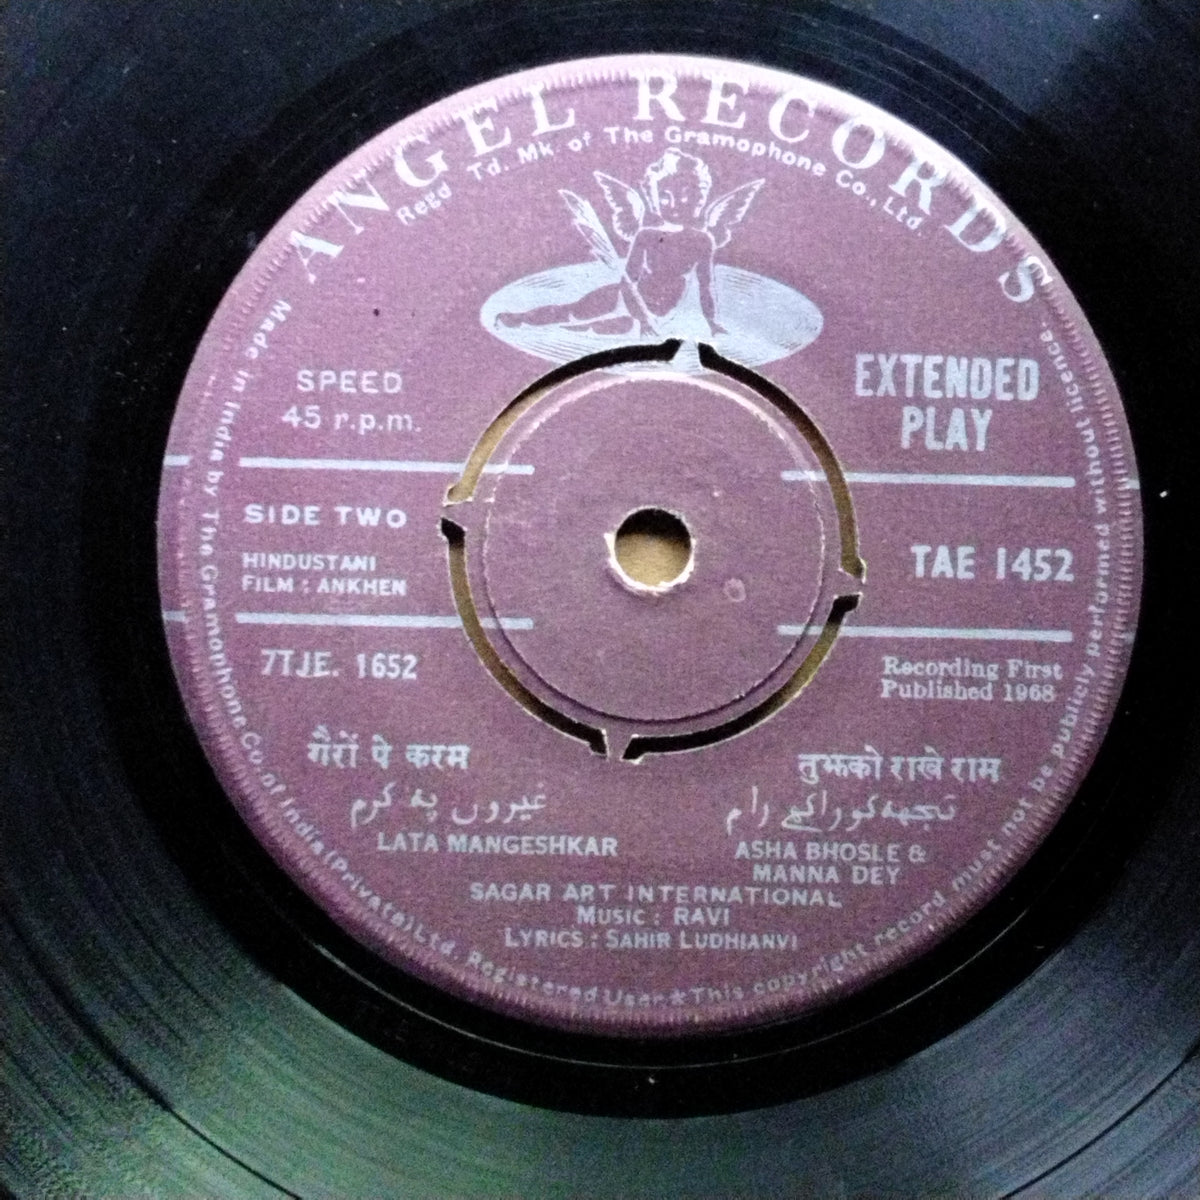 ANGEL RECORDS
Regd Td. Mk. of The Gramophone Co., Ltd.
SPEED
45 r.p.m.
EXTENDED
PLAY
SIDE TWO
HINDUSTANI
FILM : ANKHEN
TAE 1452
7TJE. 1652
Recording First
Published 1968
ग़ैरों पे करम
غیروں پہ کرم
LATA MANGESHKAR
तुझको राखे राम
تجھہ کو راکھے رام
ASHA BHOSLE &
MANNA DEY
SAGAR ART INTERNATIONAL
MUSIC : RAVI
LYRICS : SAHIR LUDHIANVI
Made in India by The Gramophone Co. of India (Private) Ltd. Registered User ★ This copyright record must not be publicly performed without licence.